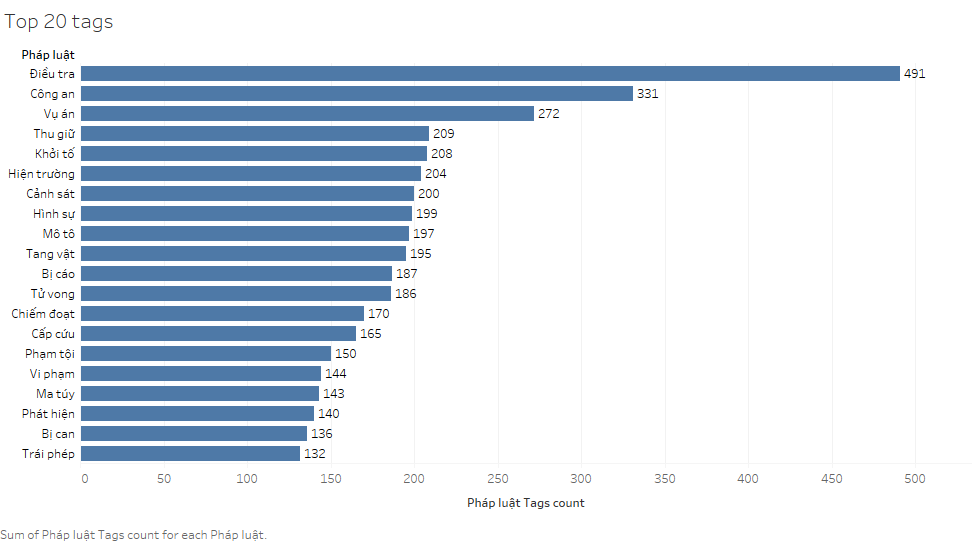 Top 20 tags
Pháp luật
Điều tra 491
Công an 331
Vụ án 272
Thu giữ 209
Khởi tố 208
Hiện trường 204
Cảnh sát 200
Hình sự 199
Mô tô 197
Tang vật 195
Bị cáo 187
Tử vong 186
Chiếm đoạt 170
Cấp cứu 165
Phạm tội 150
Vi phạm 144
Ma túy 143
Phát hiện 140
Bị can 136
Trái phép 132
0 50 100 150 200 250 300 350 400 450 500
Pháp luật Tags count
Sum of Pháp luật Tags count for each Pháp luật.